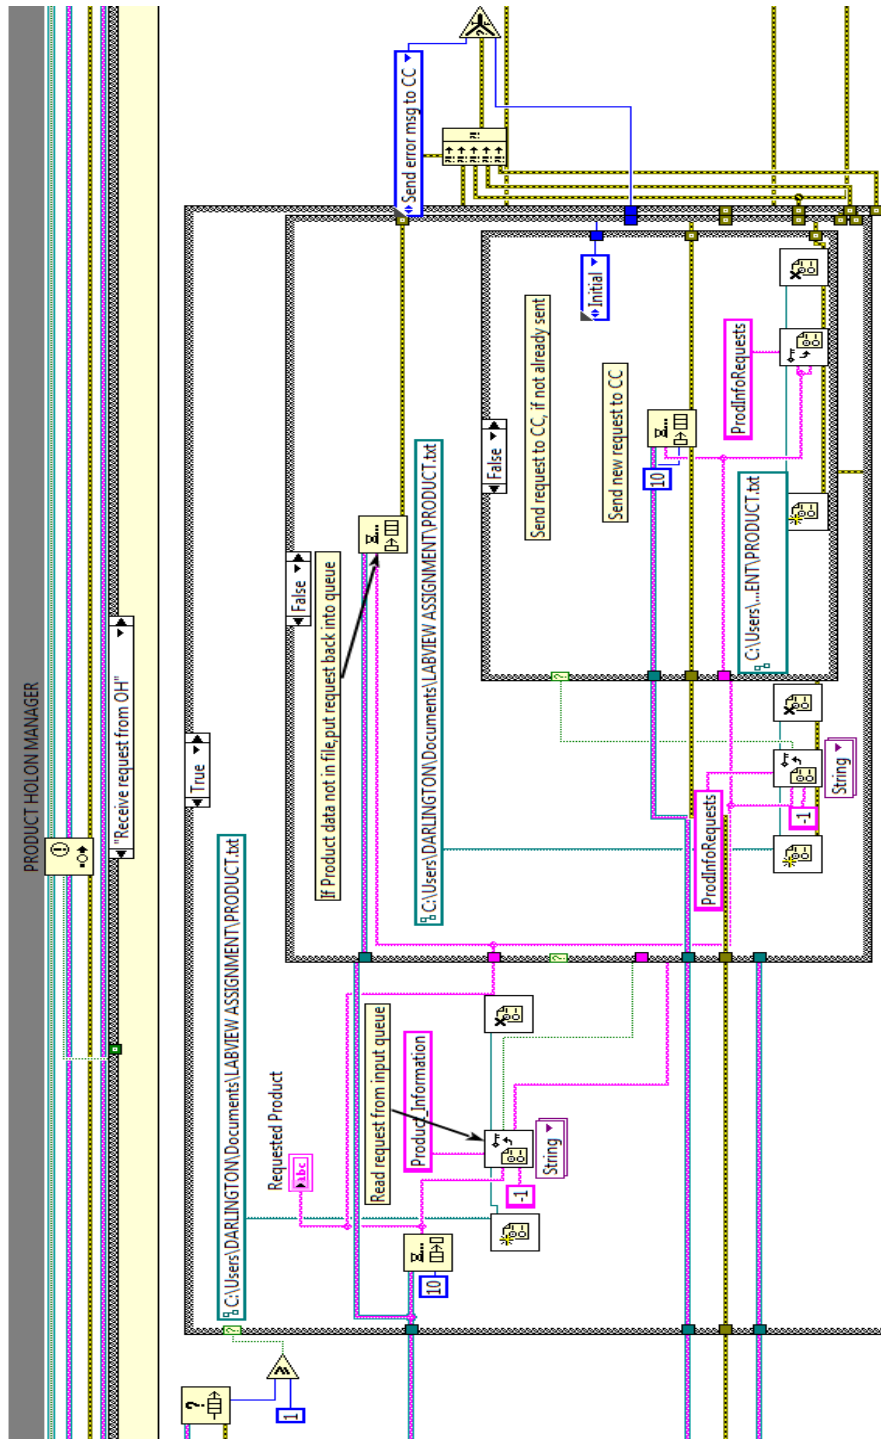 PRODUCT HOLON MANAGER
"Receive request from OH"
True
C:\Users\DARLINGTON\Documents\LABVIEW ASSIGNMENT\PRODUCT.txt
1
Requested Product
abc
10
Read request from input queue
Product_Information
-1
String
False
If Product data not in file,put request back into queue
C:\Users\DARLINGTON\Documents\LABVIEW ASSIGNMENT\PRODUCT.txt
ProdInfoRequests
-1
String
False
Send request to CC, if not already sent
Initial
Send new request to CC
10
C:\Users\...ENT\PRODUCT.txt
ProdInfoRequests
Send error msg to CC